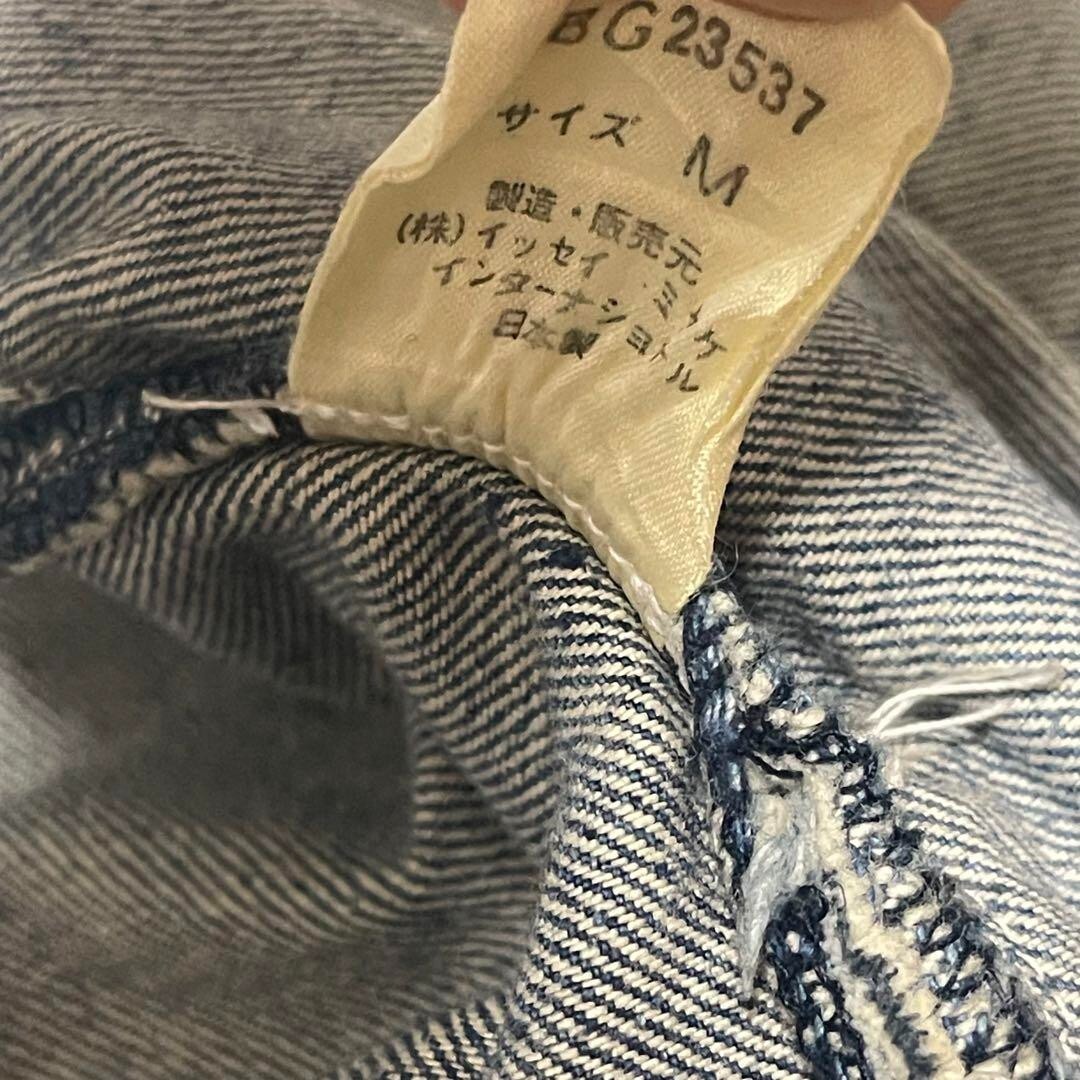 BG23537
サイズ M
製造・販売元
(株)イッセイ ミヤケ
インターナショナル
日本製